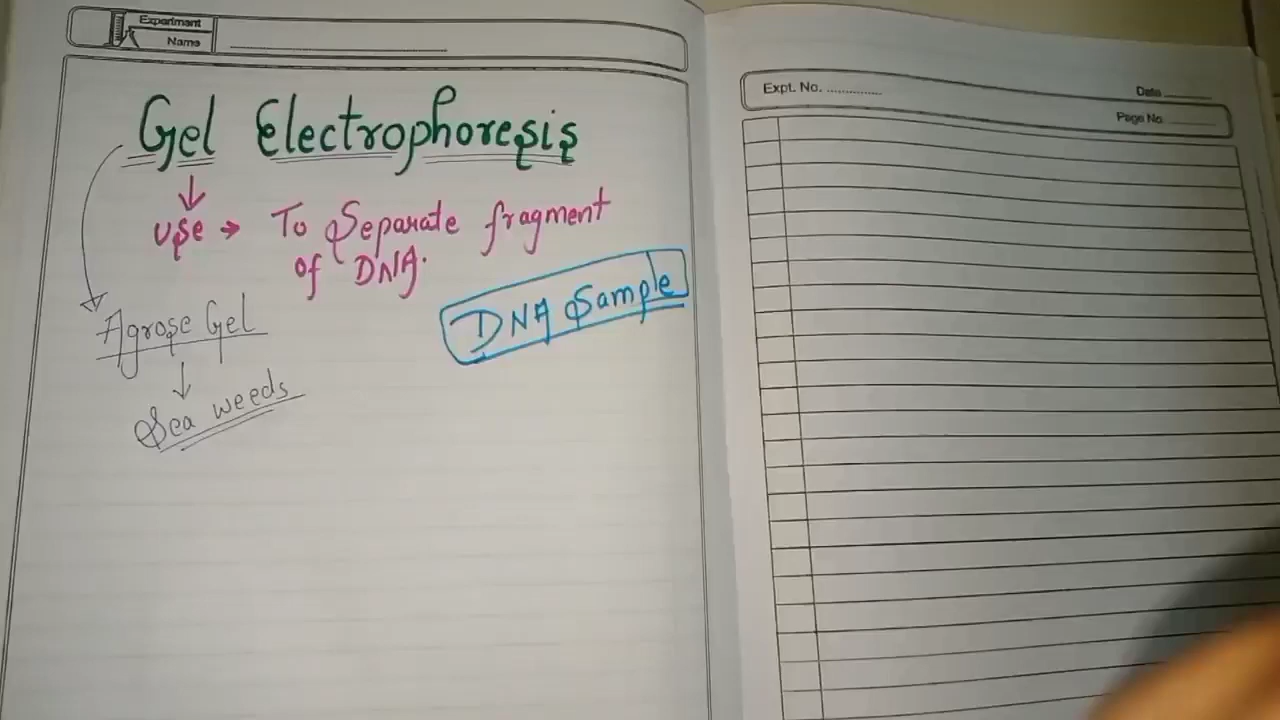 Experiment
Name
Gel Electrophoresis
use → To Separate fragment
of DNA.
DNA Sample
Agrose Gel
Sea weeds
Expt. No. ...............
Date
Page No.